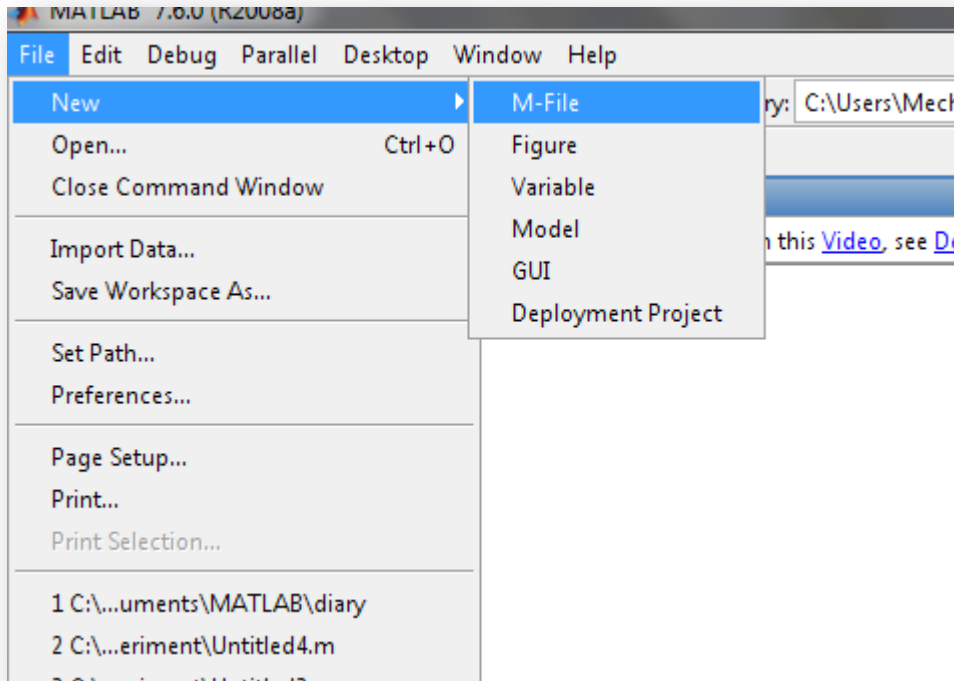 MATLAB 7.6.0 (R2008a)
File Edit Debug Parallel Desktop Window Help
New
Open... Ctrl+O
Close Command Window
Import Data...
Save Workspace As...
Set Path...
Preferences...
Page Setup...
Print...
Print Selection...
1 C:\...uments\MATLAB\diary
2 C:\...eriment\Untitled4.m
M-File
Figure
Variable
Model
GUI
Deployment Project
ry: C:\Users\Mech
this Video, see